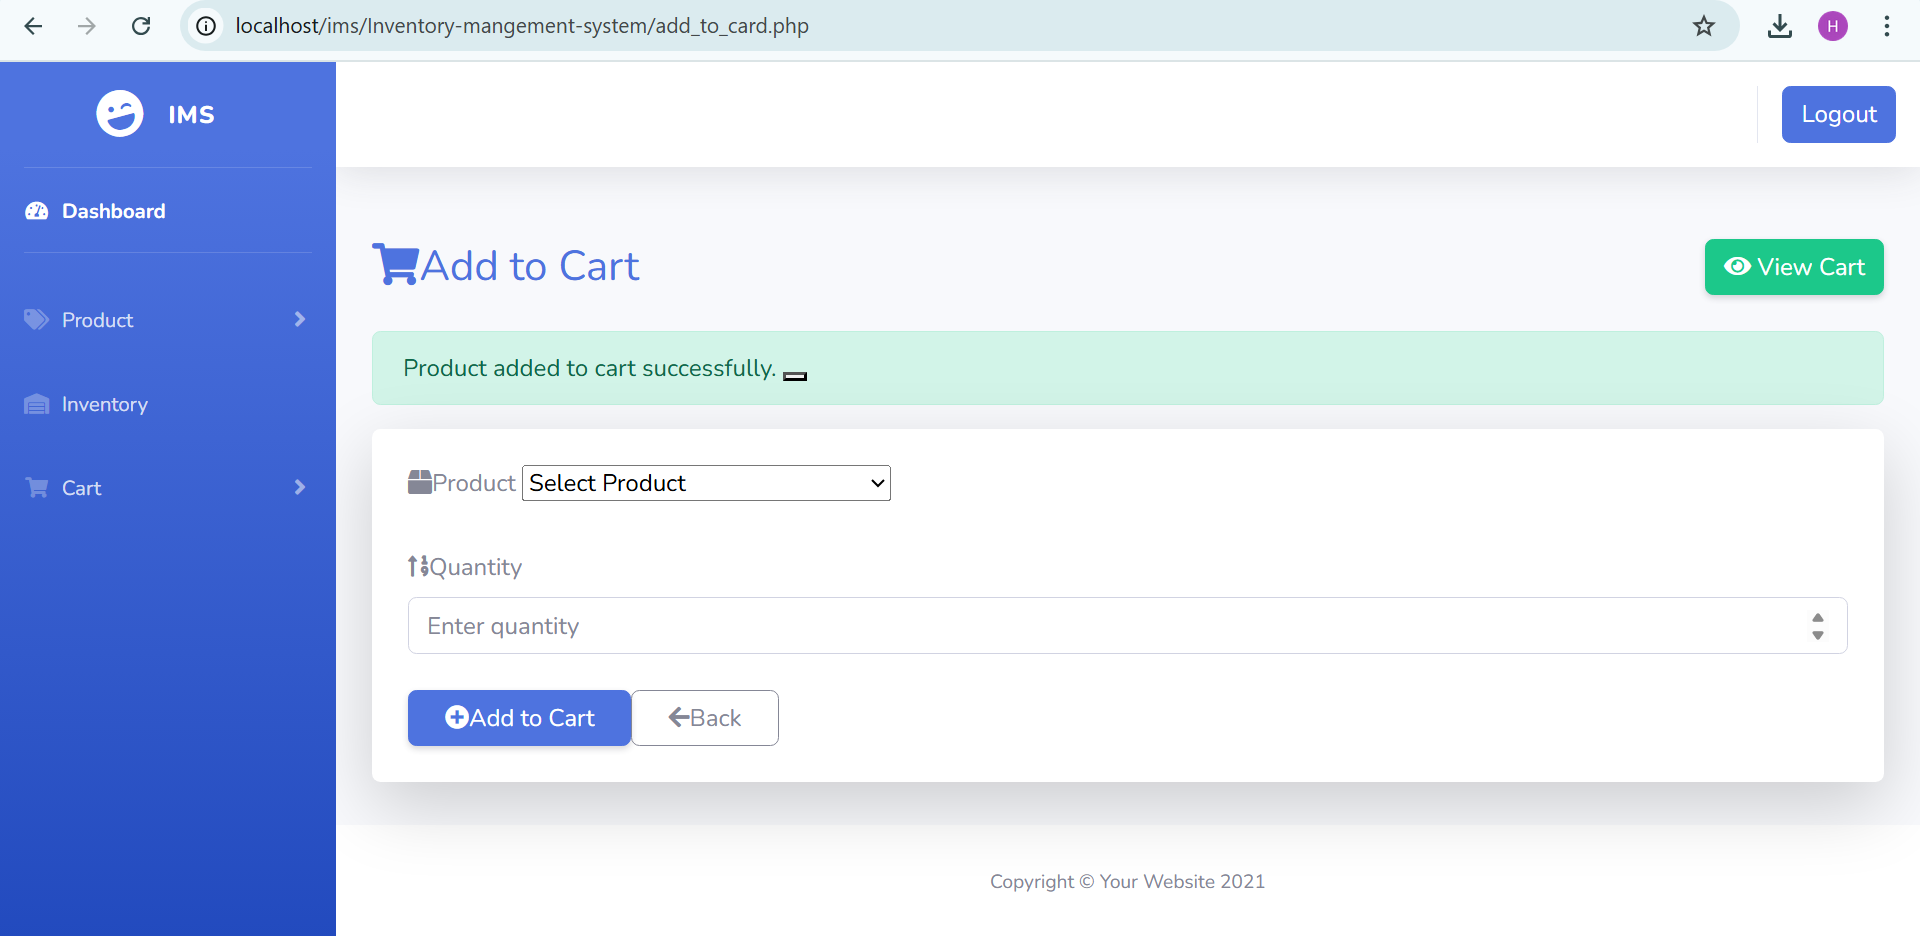 localhost/ims/Inventory-mangement-system/add_to_card.php
H
IMS
Logout
Dashboard
Add to Cart
View Cart
Product
Product added to cart successfully.
Inventory
Product Select Product
Cart
Quantity
Enter quantity
Add to Cart
Back
Copyright © Your Website 2021